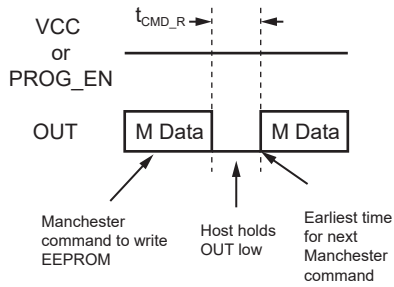 t_CMD_R
VCC
or
PROG_EN
OUT
M Data
M Data
Manchester
command to write
EEPROM
Host holds
OUT low
Earliest time
for next
Manchester
command